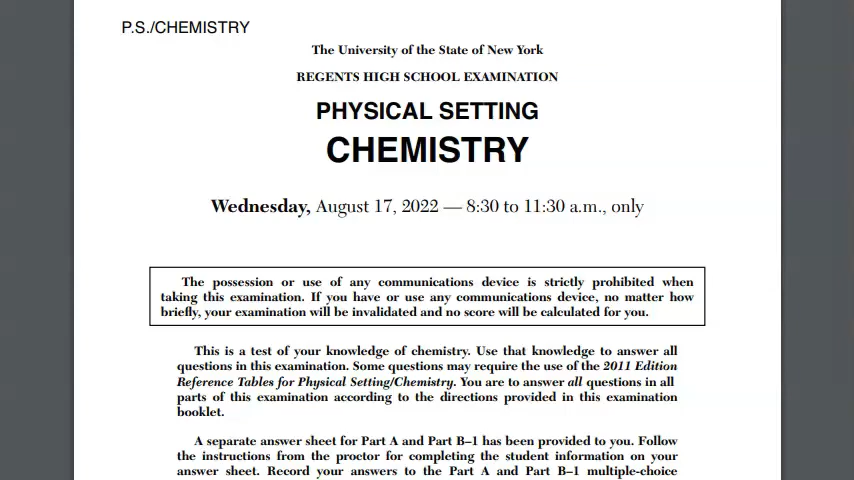 P.S./CHEMISTRY
The University of the State of New York
REGENTS HIGH SCHOOL EXAMINATION
PHYSICAL SETTING
CHEMISTRY
Wednesday, August 17, 2022 — 8:30 to 11:30 a.m., only
The possession or use of any communications device is strictly prohibited when
taking this examination. If you have or use any communications device, no matter how
briefly, your examination will be invalidated and no score will be calculated for you.
This is a test of your knowledge of chemistry. Use that knowledge to answer all
questions in this examination. Some questions may require the use of the 2011 Edition
Reference Tables for Physical Setting/Chemistry. You are to answer all questions in all
parts of this examination according to the directions provided in this examination
booklet.
A separate answer sheet for Part A and Part B–1 has been provided to you. Follow
the instructions from the proctor for completing the student information on your
answer sheet. Record your answers to the Part A and Part B–1 multiple-choice